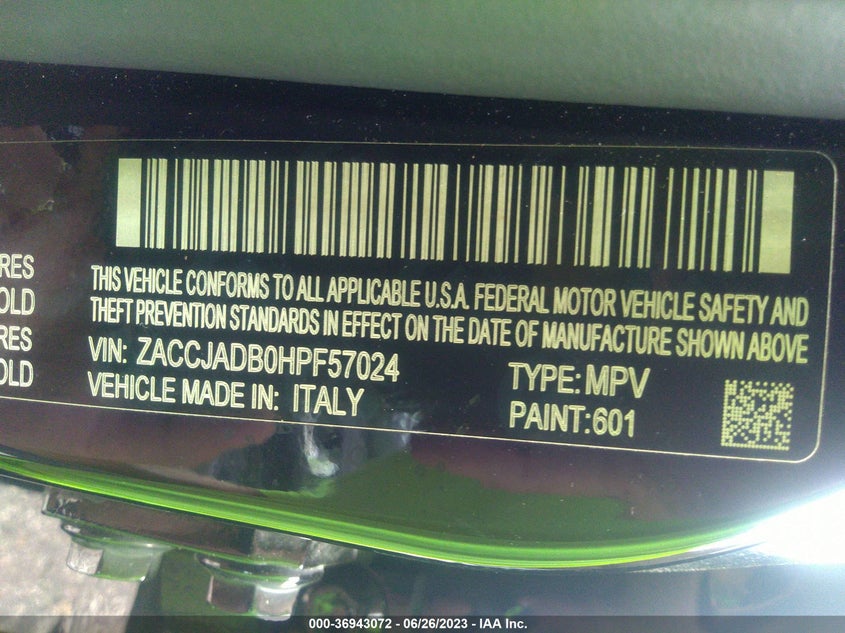 RES
OLD
RES
OLD
THIS VEHICLE CONFORMS TO ALL APPLICABLE U.S.A. FEDERAL MOTOR VEHICLE SAFETY AND
THEFT PREVENTION STANDARDS IN EFFECT ON THE DATE OF MANUFACTURE SHOWN ABOVE
VIN: ZACCJADB0HPF57024
TYPE: MPV
VEHICLE MADE IN: ITALY
PAINT:601
000-36943072 / 06/26/2023 - IAA Inc.